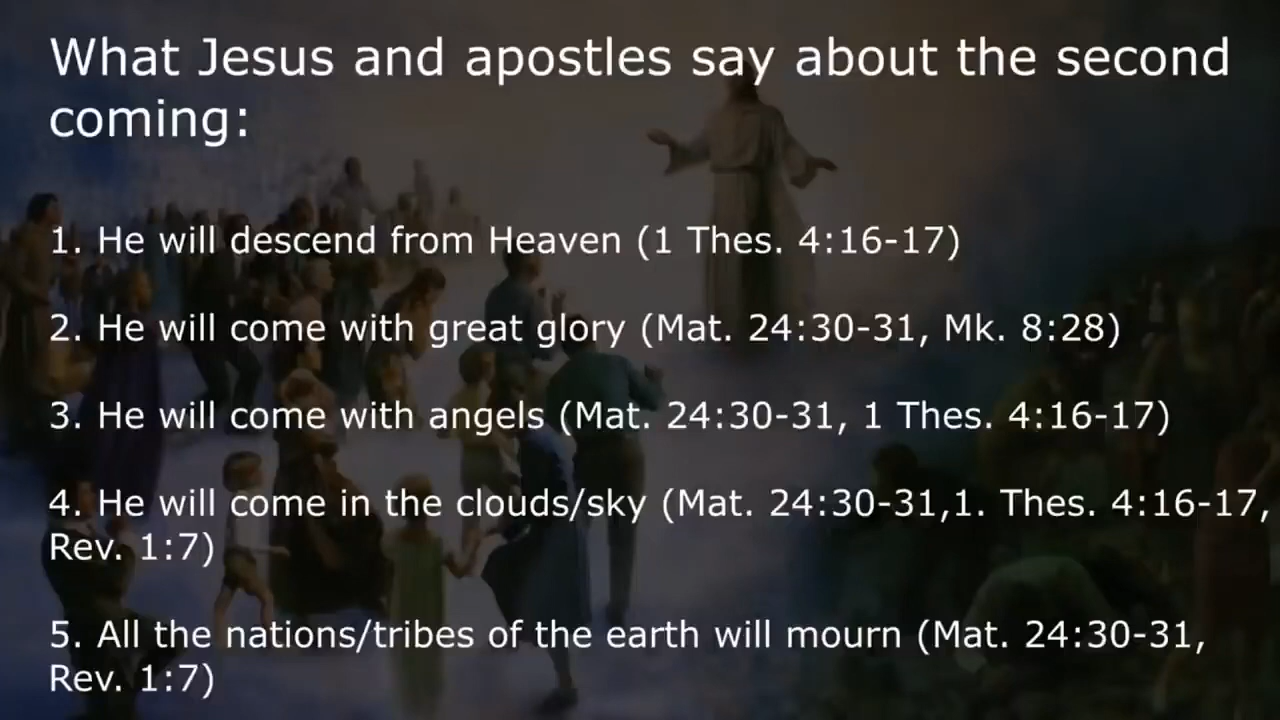 What Jesus and apostles say about the second
coming:
1. He will descend from Heaven (1 Thes. 4:16-17)
2. He will come with great glory (Mat. 24:30-31, Mk. 8:28)
3. He will come with angels (Mat. 24:30-31, 1 Thes. 4:16-17)
4. He will come in the clouds/sky (Mat. 24:30-31,1. Thes. 4:16-17,
Rev. 1:7)
5. All the nations/tribes of the earth will mourn (Mat. 24:30-31,
Rev. 1:7)